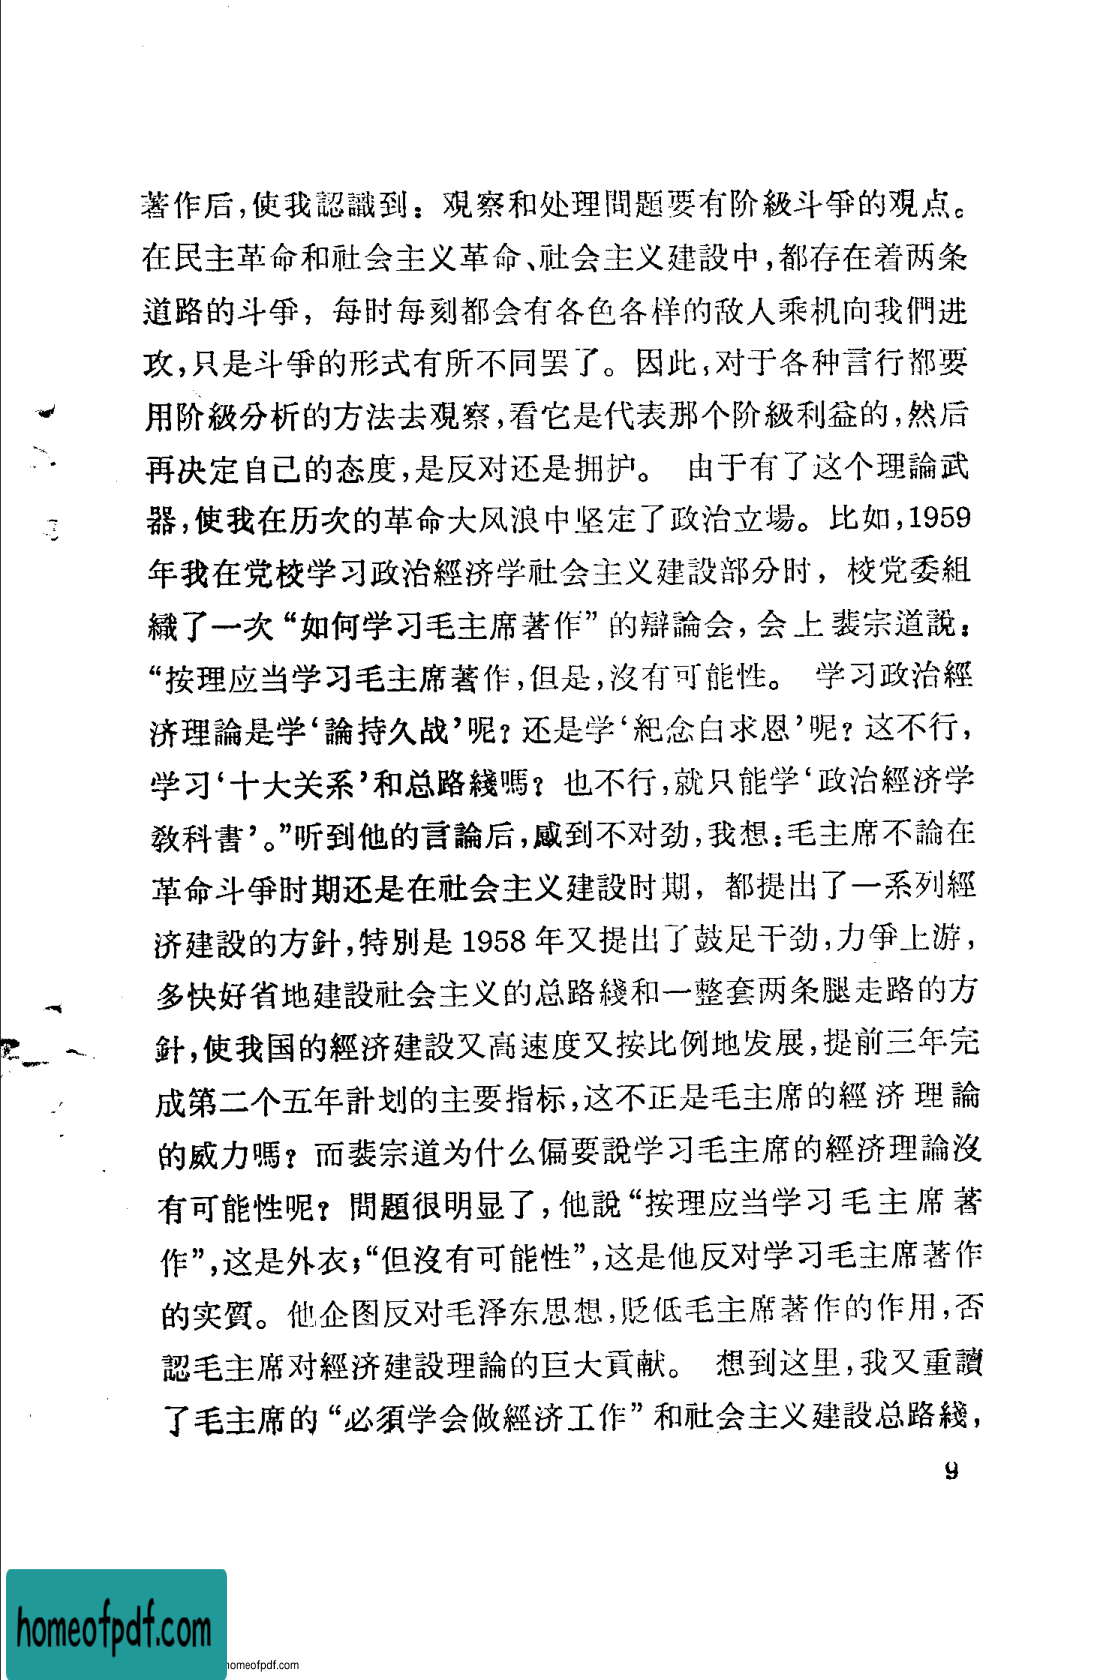 著作后，使我認識到：观察和处理問題要有阶級斗爭的观点。
在民主革命和社会主义革命、社会主义建設中，都存在着两条
道路的斗爭，每时每刻都会有各色各样的敌人乘机向我們进
攻，只是斗爭的形式有所不同罢了。因此，对于各种言行都要
用阶級分析的方法去观察，看它是代表那个阶級利益的，然后
再决定自己的态度，是反对还是拥护。 由于有了这个理論武
器，使我在历次的革命大风浪中坚定了政治立場。比如，1959
年我在党校学习政治經济学社会主义建設部分时，校党委組
織了一次“如何学习毛主席著作”的辯論会，会上裴宗道說：
“按理应当学习毛主席著作，但是，沒有可能性。 学习政治經
济理論是学‘論持久战’呢？还是学‘紀念白求恩’呢？这不行，
学习‘十大关系’和总路綫嗎？也不行，就只能学‘政治經济学
教科書’。”听到他的言論后，感到不对劲，我想：毛主席不論在
革命斗爭时期还是在社会主义建設时期，都提出了一系列經
济建設的方針，特別是 1958 年又提出了鼓足干劲，力爭上游，
多快好省地建設社会主义的总路綫和一整套两条腿走路的方
針，使我国的經济建設又高速度又按比例地发展，提前三年完
成第二个五年計划的主要指标，这不正是毛主席的經济理論
的威力嗎？而裴宗道为什么偏要說学习毛主席的經济理論沒
有可能性呢？問題很明显了，他說“按理应当学习毛主席著
作”，这是外衣；“但沒有可能性”，这是他反对学习毛主席著作
的实質。他企图反对毛泽东思想，貶低毛主席著作的作用，否
認毛主席对經济建設理論的巨大貢献。 想到这里，我又重讀
了毛主席的“必須学会做經济工作”和社会主义建設总路綫，
9
homeofpdf.com
homeofpdf.com